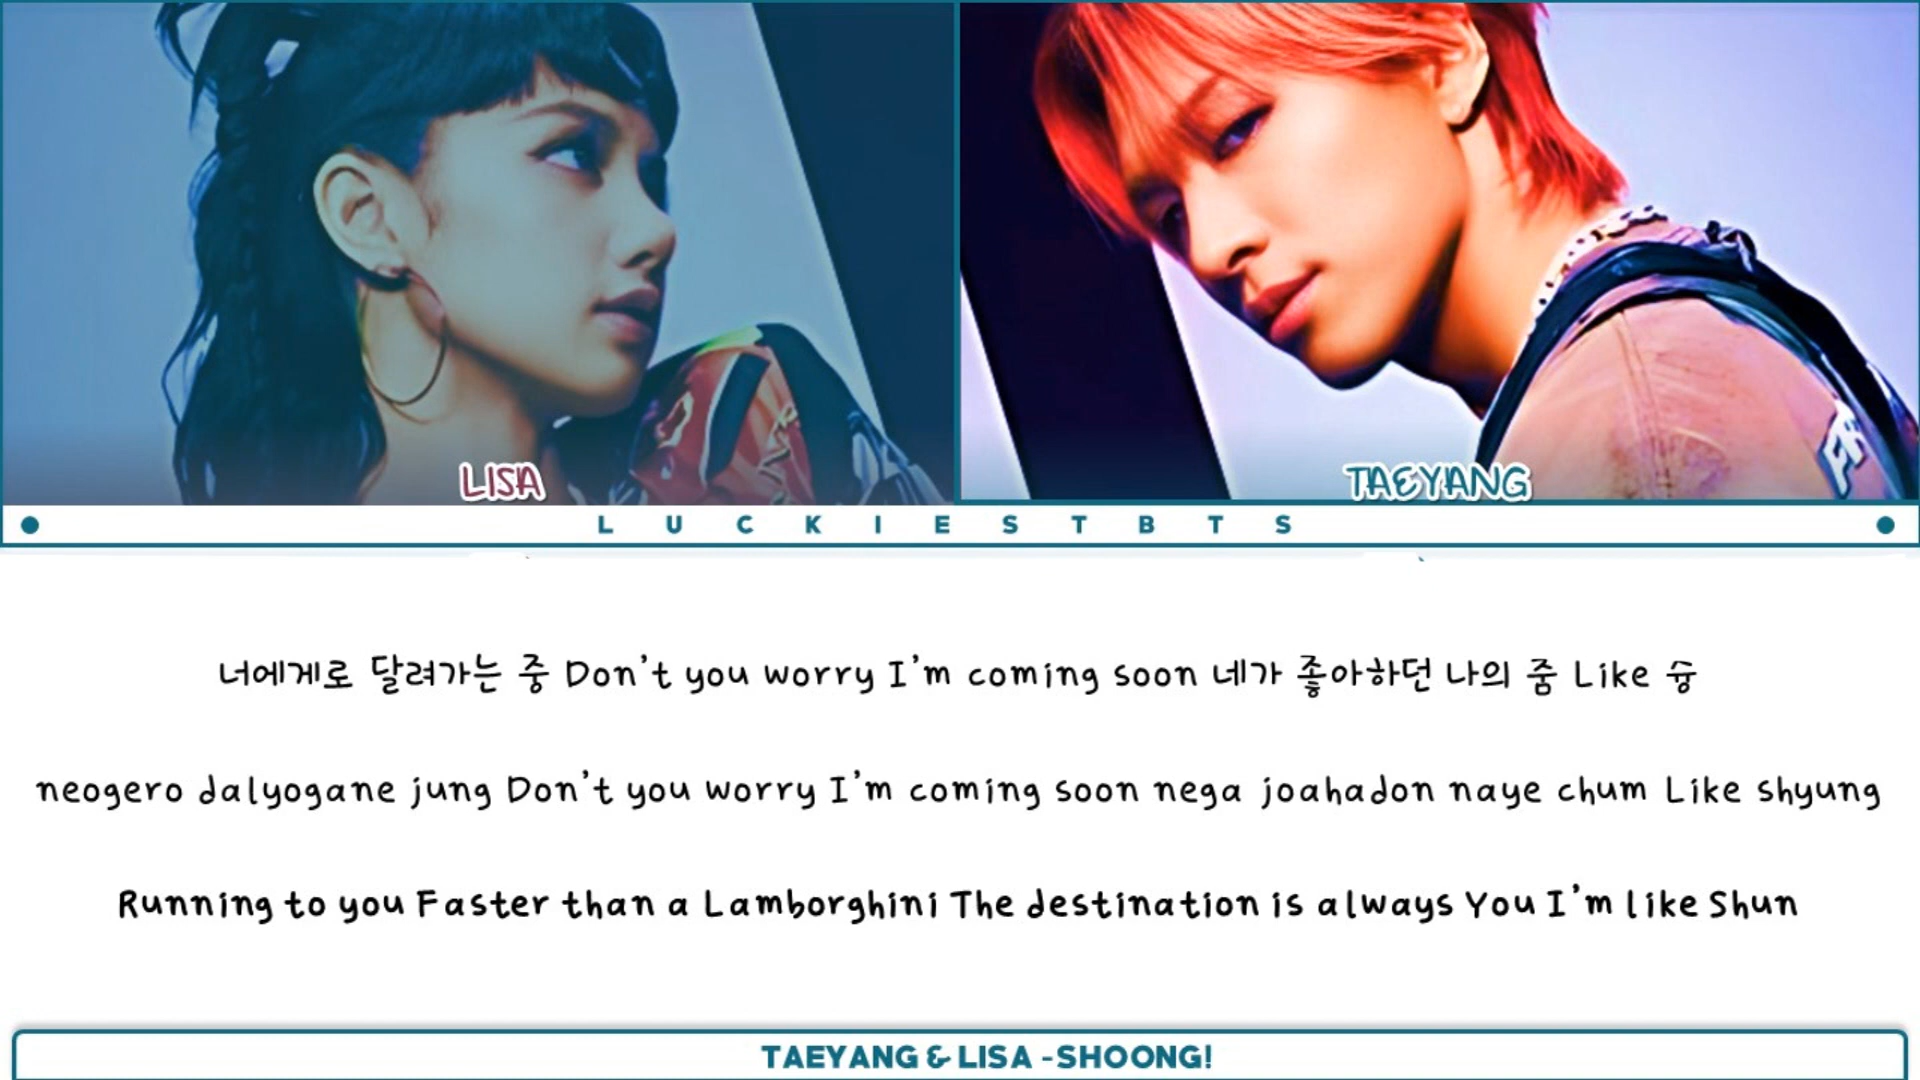 LISA
TAEYANG
LUCKIESTBTS
너에게로 달려가는 중 Don't you worry I'm coming soon 네가 좋아하던 나의 줌 Like 슝
neogero dalyogane jung Don't you worry I'm coming soon nega joahadon naye chum Like shyung
Running to you Faster than a Lamborghini The destination is always You I'm like Shun
TAEYANG & LISA -SHOONG!